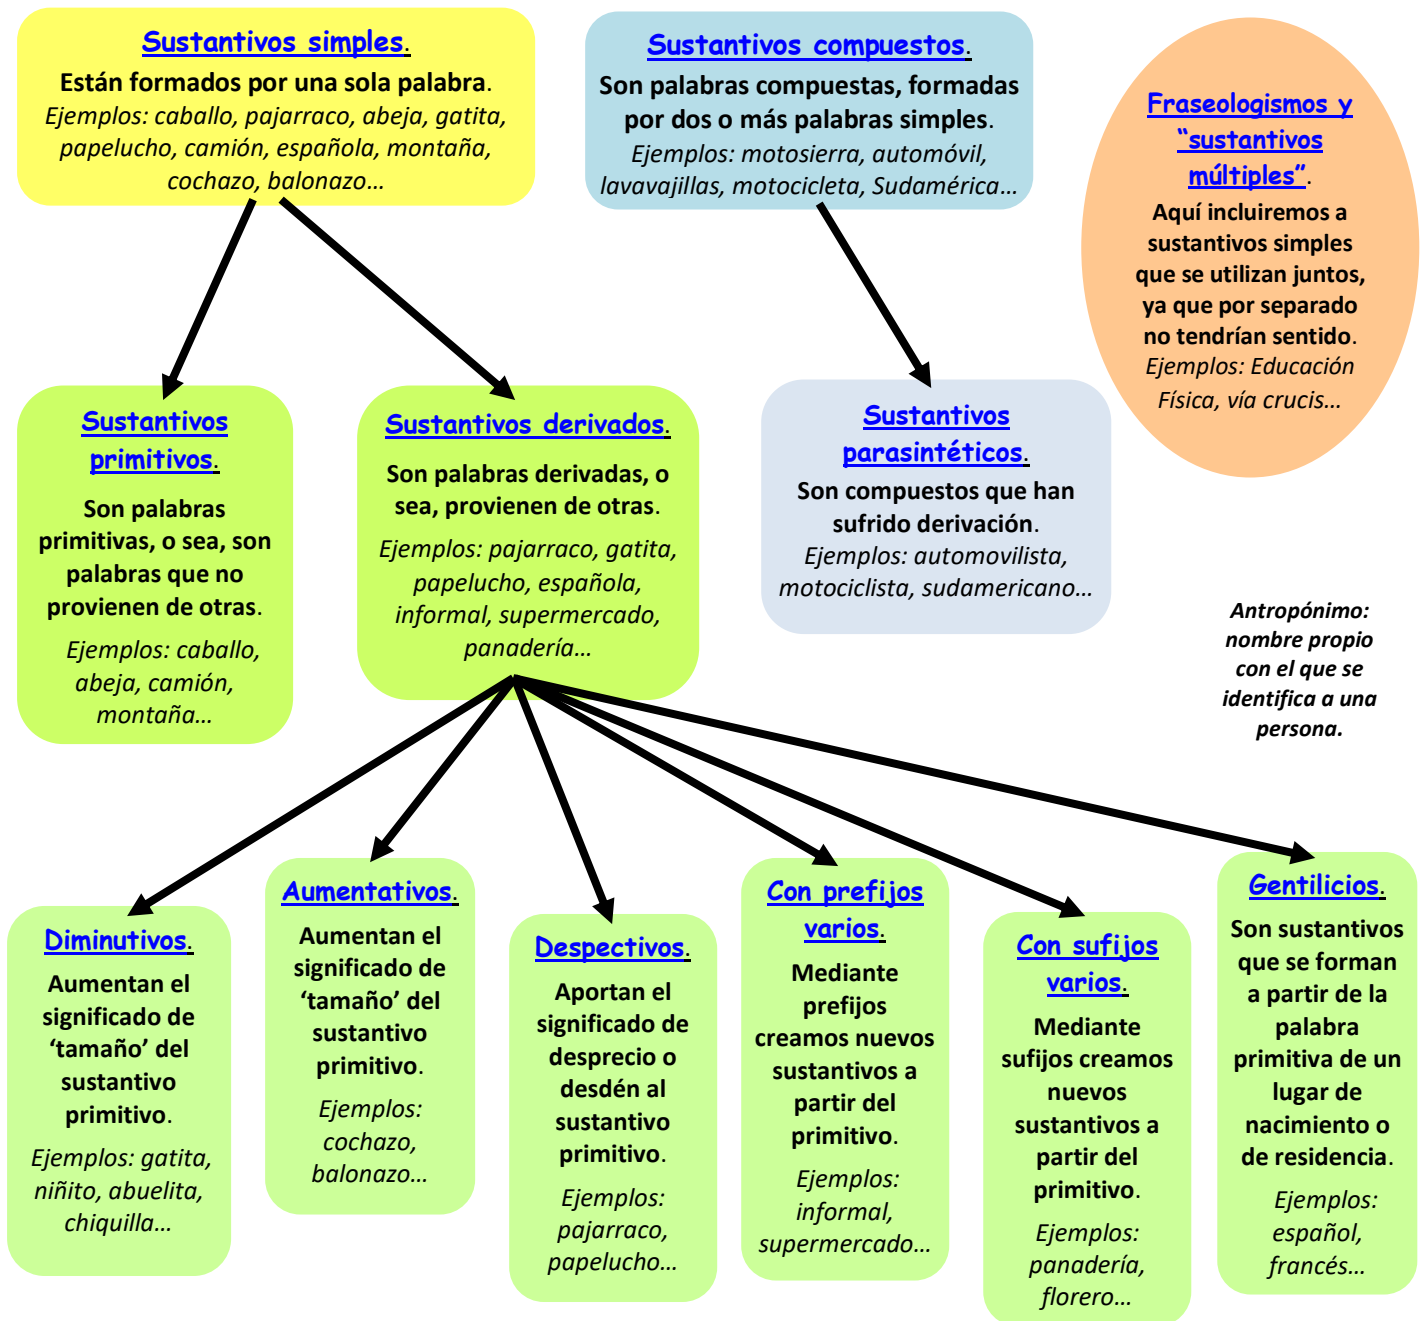 Sustantivos simples.
Están formados por una sola palabra.
Ejemplos: caballo, pajarraco, abeja, gatita,
papelucho, camión, española, montaña,
cochazo, balonazo…
Sustantivos compuestos.
Son palabras compuestas, formadas
por dos o más palabras simples.
Ejemplos: motosierra, automóvil,
lavavajillas, motocicleta, Sudamérica…
Fraseologismos y
“sustantivos
múltiples”.
Aquí incluiremos a
sustantivos simples
que se utilizan juntos,
ya que por separado
no tendrían sentido.
Ejemplos: Educación
Física, vía crucis…
Sustantivos
primitivos.
Son palabras
primitivas, o sea, son
palabras que no
provienen de otras.
Ejemplos: caballo,
abeja, camión,
montaña…
Sustantivos derivados.
Son palabras derivadas, o
sea, provienen de otras.
Ejemplos: pajarraco, gatita,
papelucho, española,
informal, supermercado,
panadería…
Sustantivos
parasintéticos.
Son compuestos que han
sufrido derivación.
Ejemplos: automovilista,
motociclista, sudamericano…
Antropónimo:
nombre propio
con el que se
identifica a una
persona.
Diminutivos.
Aumentan el
significado de
‘tamaño’ del
sustantivo
primitivo.
Ejemplos: gatita,
niñito, abuelita,
chiquilla…
Aumentativos.
Aumentan el
significado de
‘tamaño’ del
sustantivo
primitivo.
Ejemplos:
cochazo,
balonazo…
Despectivos.
Aportan el
significado de
desprecio o
desdén al
sustantivo
primitivo.
Ejemplos:
pajarraco,
papelucho…
Con prefijos
varios.
Mediante
prefijos
creamos nuevos
sustantivos a
partir del
primitivo.
Ejemplos:
informal,
supermercado…
Con sufijos
varios.
Mediante
sufijos creamos
nuevos
sustantivos a
partir del
primitivo.
Ejemplos:
panadería,
florero…
Gentilicios.
Son sustantivos
que se forman
a partir de la
palabra
primitiva de un
lugar de
nacimiento o
de residencia.
Ejemplos:
español,
francés…